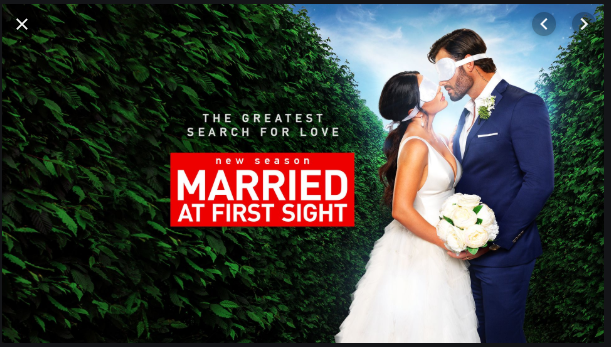 THE GREATEST
SEARCH FOR LOVE
new season
MARRIED
AT FIRST SIGHT